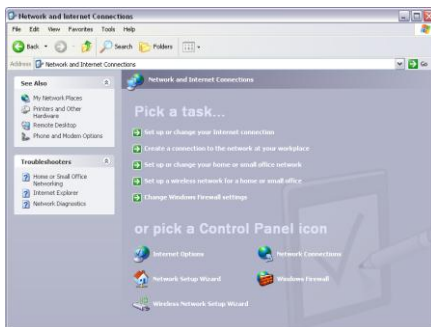 Network and Internet Connections
File Edit View Favorites Tools Help
Back Search Folders
Address Network and Internet Connections Go
See Also
My Network Places
Printers and Other
Hardware
Remote Desktop
Phone and Modem Options
Troubleshooters
Home or Small Office
Networking
Internet Explorer
Network Diagnostics
Network and Internet Connections
Pick a task...
Set up or change your Internet connection
Create a connection to the network at your workplace
Set up or change your home or small office network
Set up a wireless network for a home or small office
Change Windows Firewall settings
or pick a Control Panel icon
Internet Options Network Connections
Network Setup Wizard Windows Firewall
Wireless Network Setup Wizard